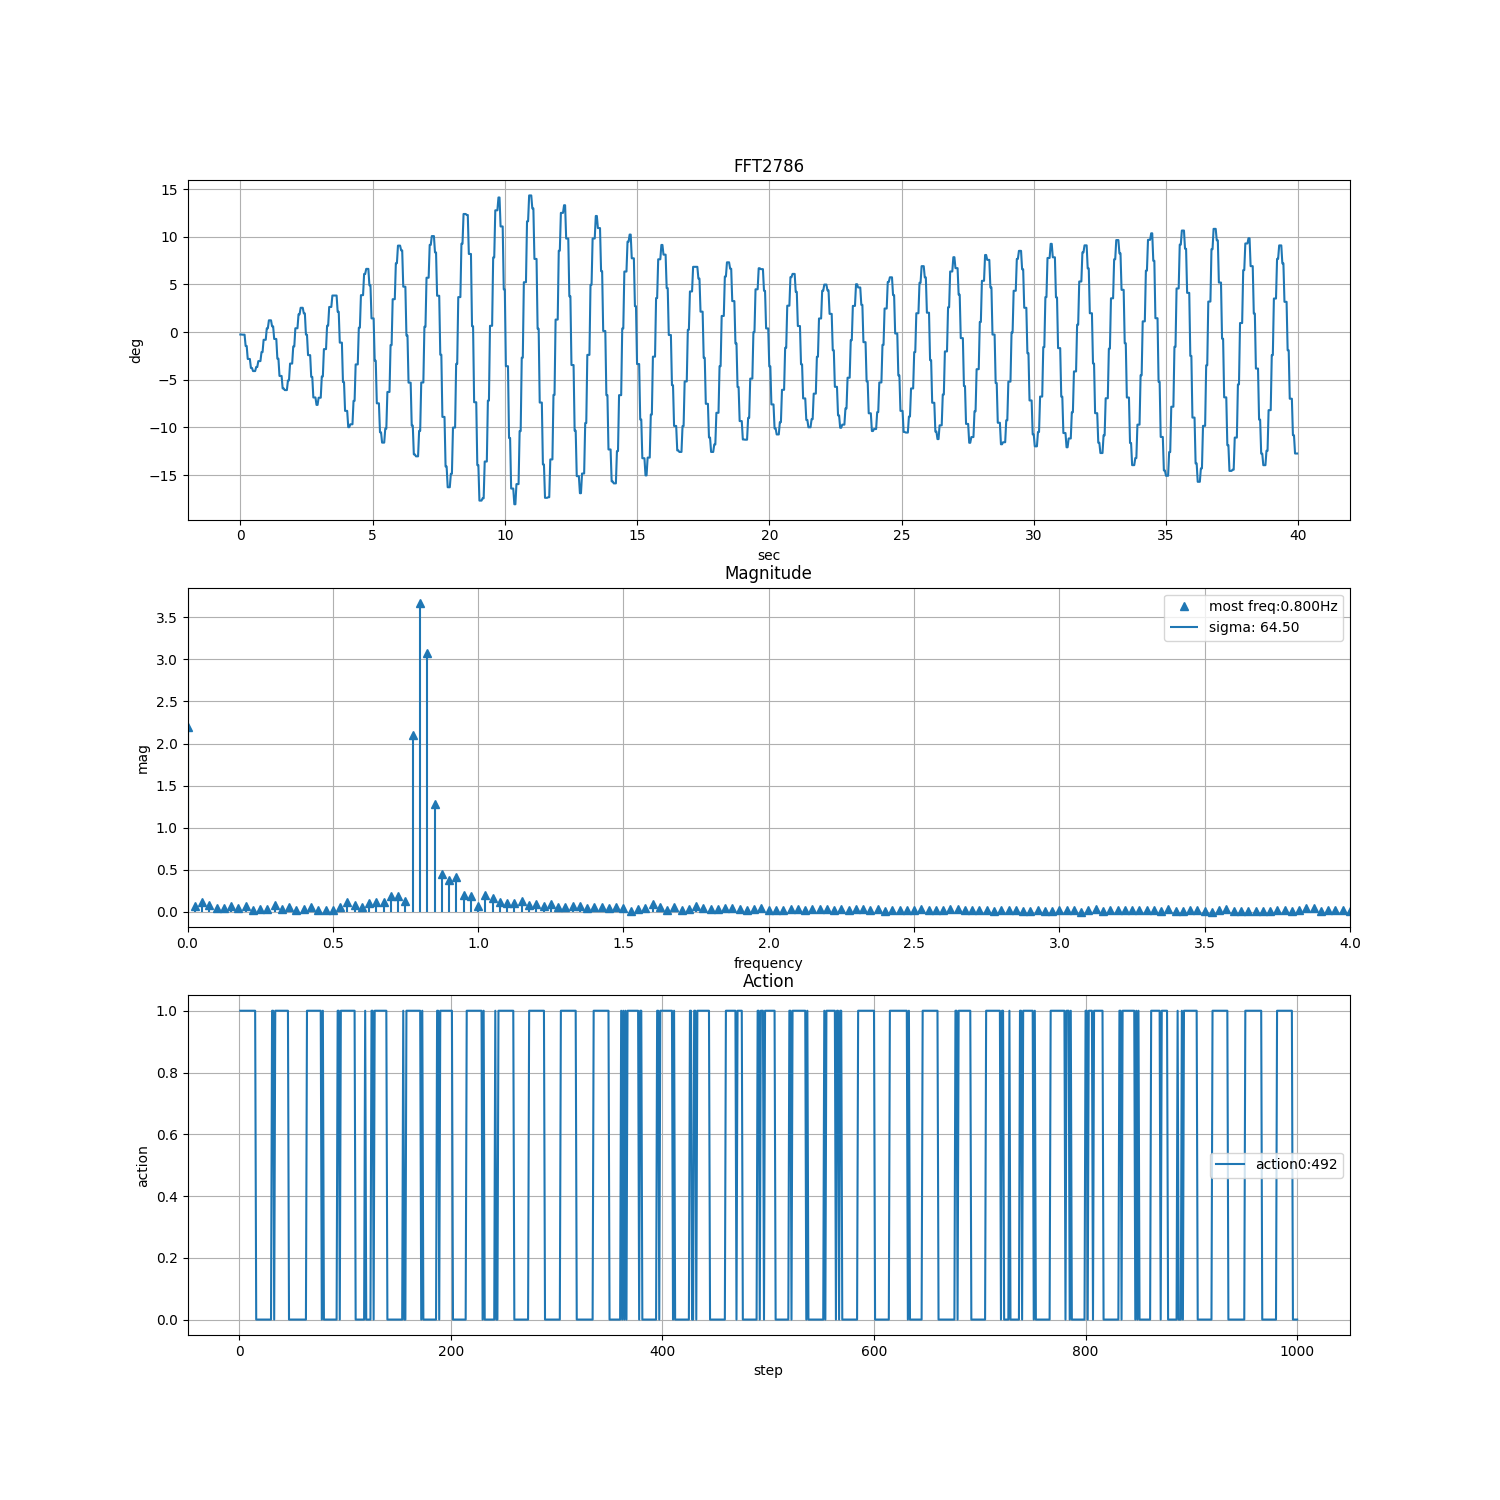 FFT2786
15
10
5
0
−5
−10
−15
deg
0 5 10 15 20 25 30 35 40
sec
Magnitude
3.5
3.0
2.5
2.0
1.5
1.0
0.5
0.0
mag
most freq:0.800Hz
sigma: 64.50
0.0 0.5 1.0 1.5 2.0 2.5 3.0 3.5 4.0
frequency
Action
1.0
0.8
0.6
0.4
0.2
0.0
action
action0:492
0 200 400 600 800 1000
step